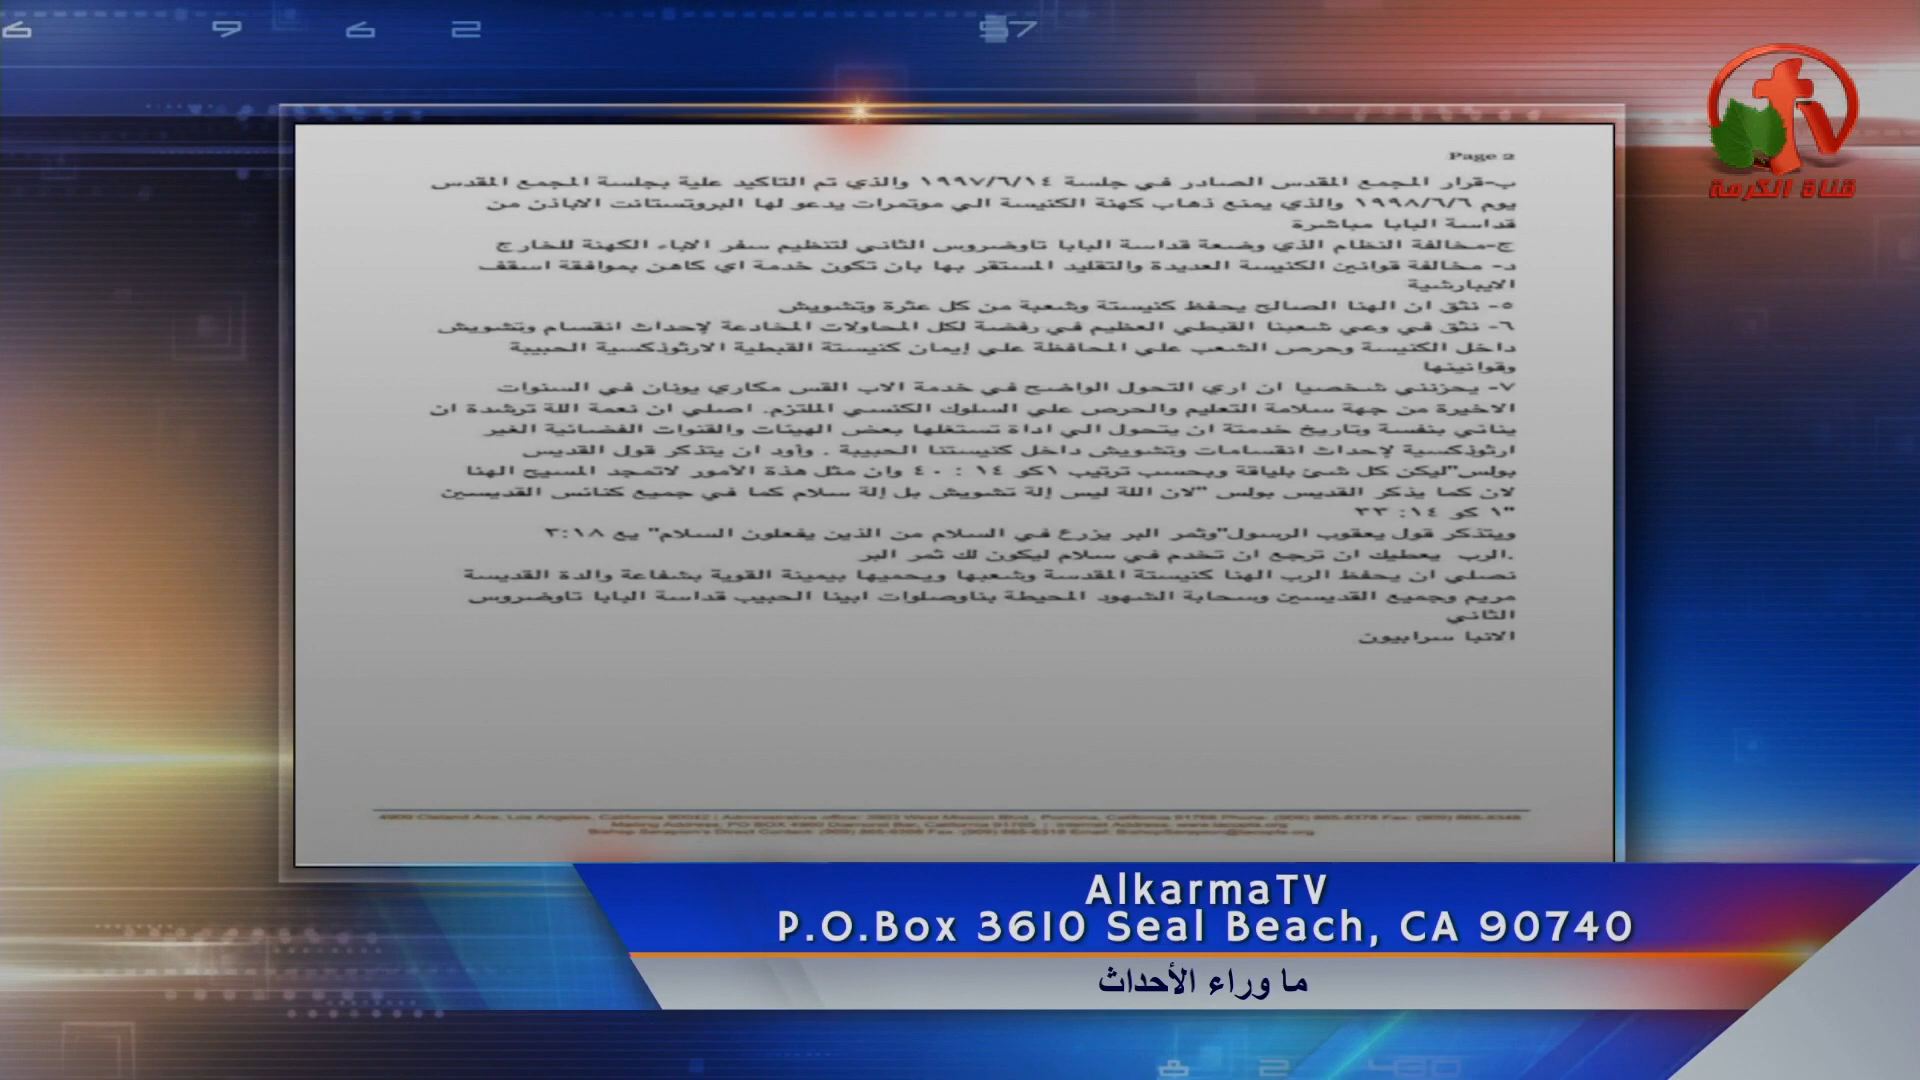 6 9 6 2 57
قناة الكرمة
Page 2
ب-قرار المجمع المقدس الصادر في جلسة ١٩٩٧/٦/١٤ والذي تم التاكيد علية بجلسة المجمع المقدس
يوم ١٩٩٨/٦/٦ والذي يمنع ذهاب كهنة الكنيسة الي موتمرات يدعو لها البروتستانت الاباذن من
قداسة البابا مباشرة
ج-مخالفة النظام الذي وضعة قداسة البابا تاوضروس الثاني لتنظيم سفر الاباء الكهنة للخارج
د- مخالفة قوانين الكنيسة العديدة والتقليد المستقر بها بان تكون خدمة اي كاهن بموافقة اسقف
الايبارشية
٥- نثق ان الهنا الصالح يحفظ كنيستة وشعبة من كل عثرة وتشويش
٦- نثق في وعي شعبنا القبطي العظيم في رفضة لكل المحاولات المخادعة لإحداث انقسام وتشويش
داخل الكنيسة وحرص الشعب علي المحافظة علي إيمان كنيستة القبطية الارثوذكسية الحبيبة
وقوانينها
٧- يحزنني شخصيا ان اري التحول الواضح في خدمة الاب القس مكاري يونان في السنوات
الاخيرة من جهة سلامة التعليم والحرص علي السلوك الكنسي الملتزم. اصلي ان نعمة اللة ترشدة ان
يناني بنفسة وتاريخ خدمتة ان يتحول الي اداة تستغلها بعض الهيئات والقنوات الفضائية الغير
ارثوذكسية لإحداث انقسامات وتشويش داخل كنيستنا الحبيبة . وأود ان يتذكر قول القديس
بولس"ليكن كل شئ بلياقة وبحسب ترتيب ١كو ١٤ : ٤٠ وان مثل هذة الأمور لاتمجد المسيح الهنا
لان كما يذكر القديس بولس "لان اللة ليس إلة تشويش بل إلة سلام كما في جميع كنائس القديسين
"١ كو ١٤: ٣٣
ويتذكر قول يعقوب الرسول"وثمر البر يزرع في السلام من الذين يفعلون السلام" يع ٣:١٨
.الرب يعطيك ان ترجع ان تخدم في سلام ليكون لك ثمر البر
نصلي ان يحفظ الرب الهنا كنيستة المقدسة وشعبها ويحميها بيمينة القوية بشفاعة والدة القديسة
مريم وجميع القديسين وسحابة الشهود المحيطة بناوصلوات ابينا الحبيب قداسة البابا تاوضروس
الثاني
الانبا سرابيون
AlkarmaTV
P.O.Box 3610 Seal Beach, CA 90740
ما وراء الأحداث